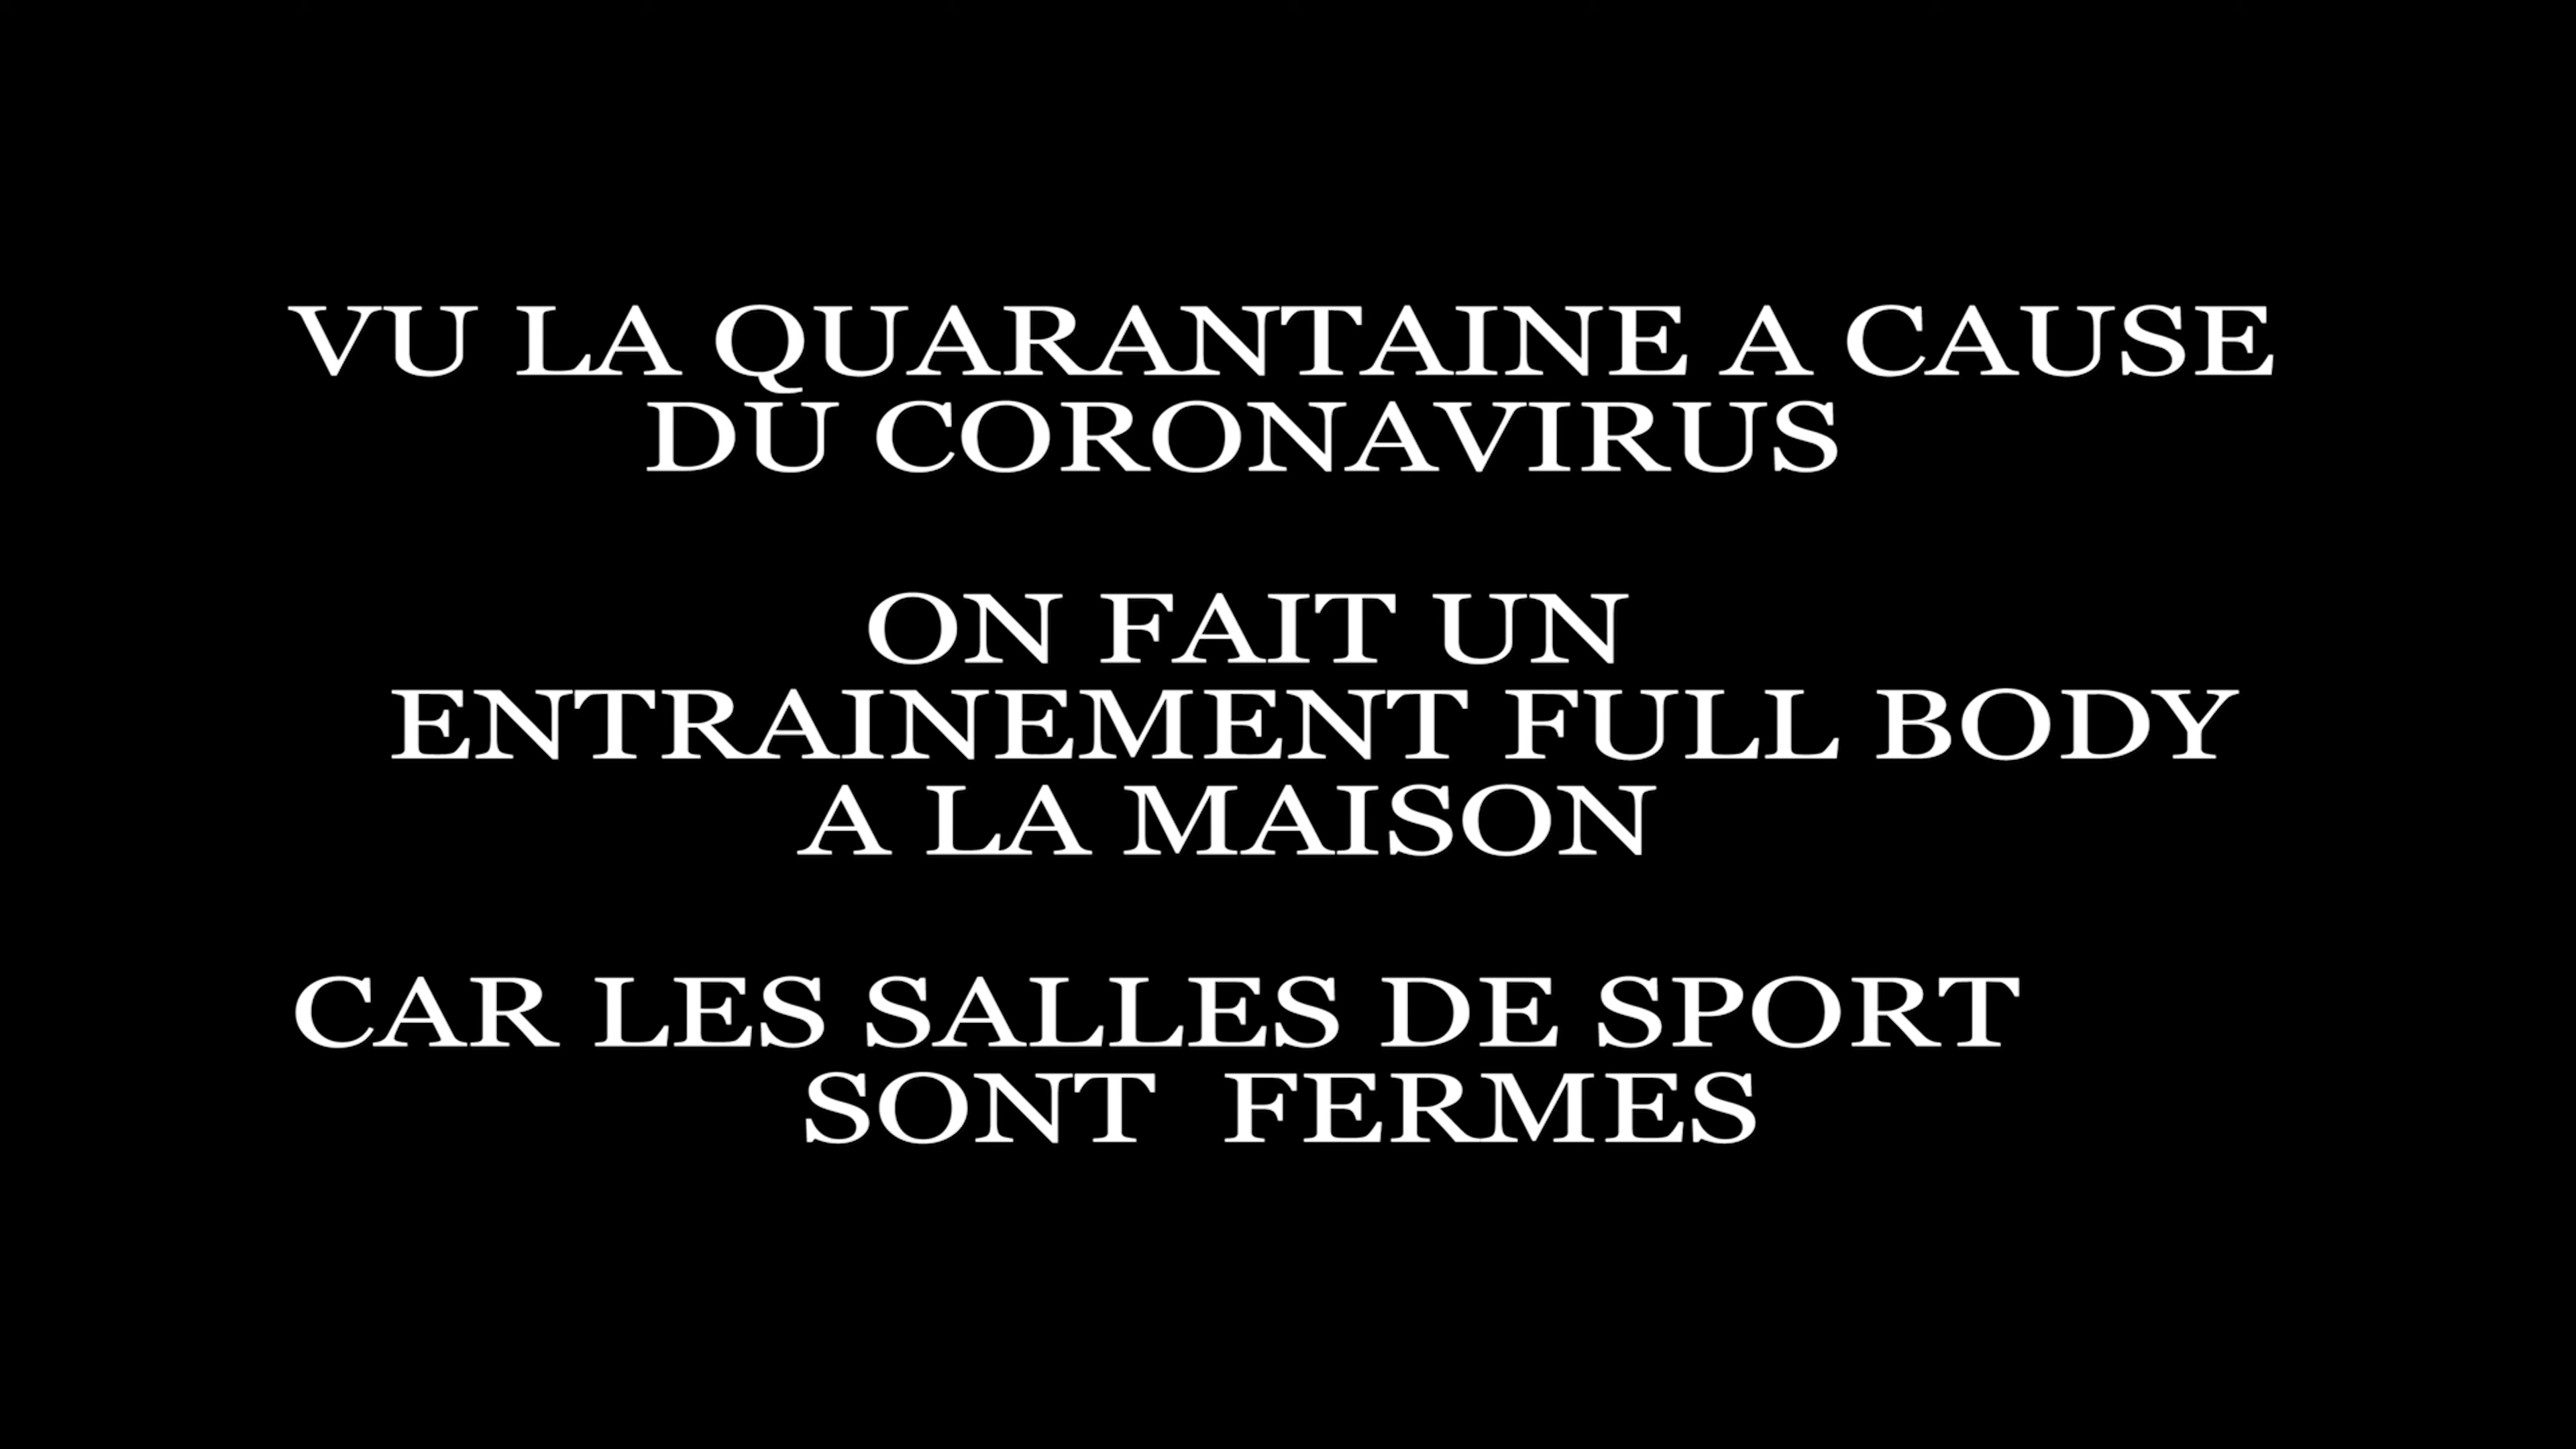 VU LA QUARANTAINE A CAUSE
DU CORONAVIRUS
ON FAIT UN
ENTRAINEMENT FULL BODY
A LA MAISON
CAR LES SALLES DE SPORT
SONT  FERMES